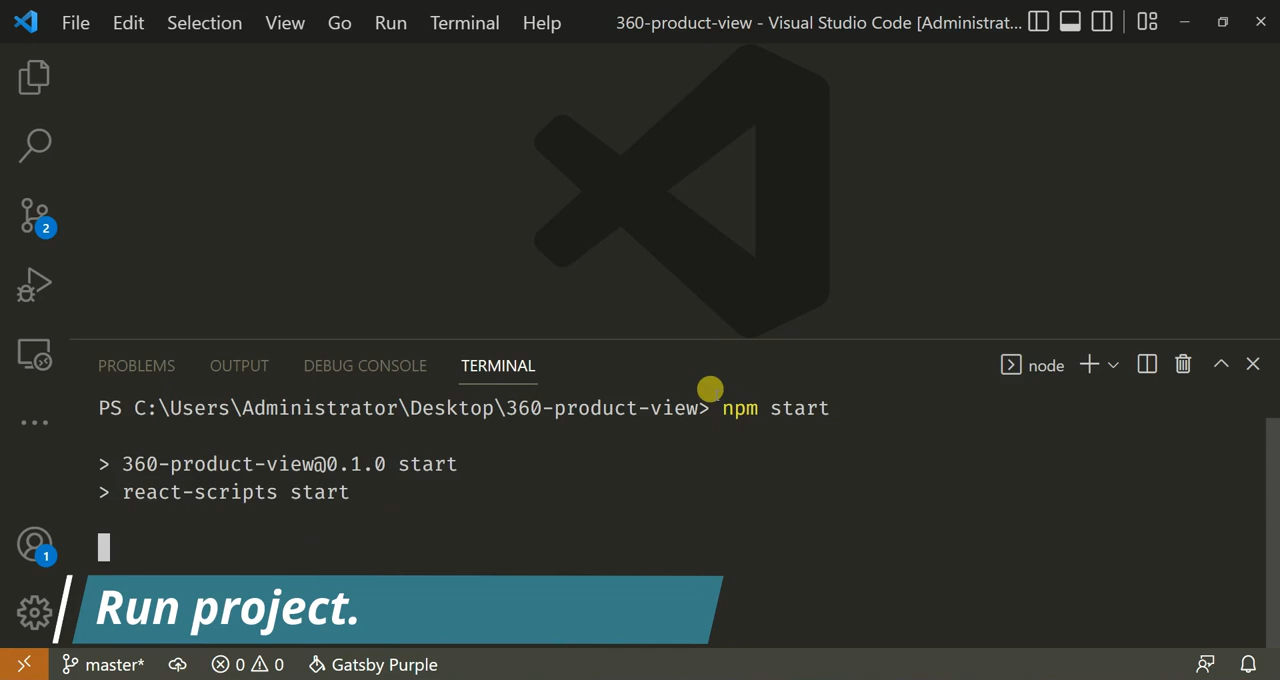 File Edit Selection View Go Run Terminal Help 360-product-view - Visual Studio Code [Administrat...
2
PROBLEMS OUTPUT DEBUG CONSOLE TERMINAL node
PS C:\Users\Administrator\Desktop\360-product-view> npm start
> 360-product-view@0.1.0 start
> react-scripts start
1
Run project.
master* 0 0 Gatsby Purple